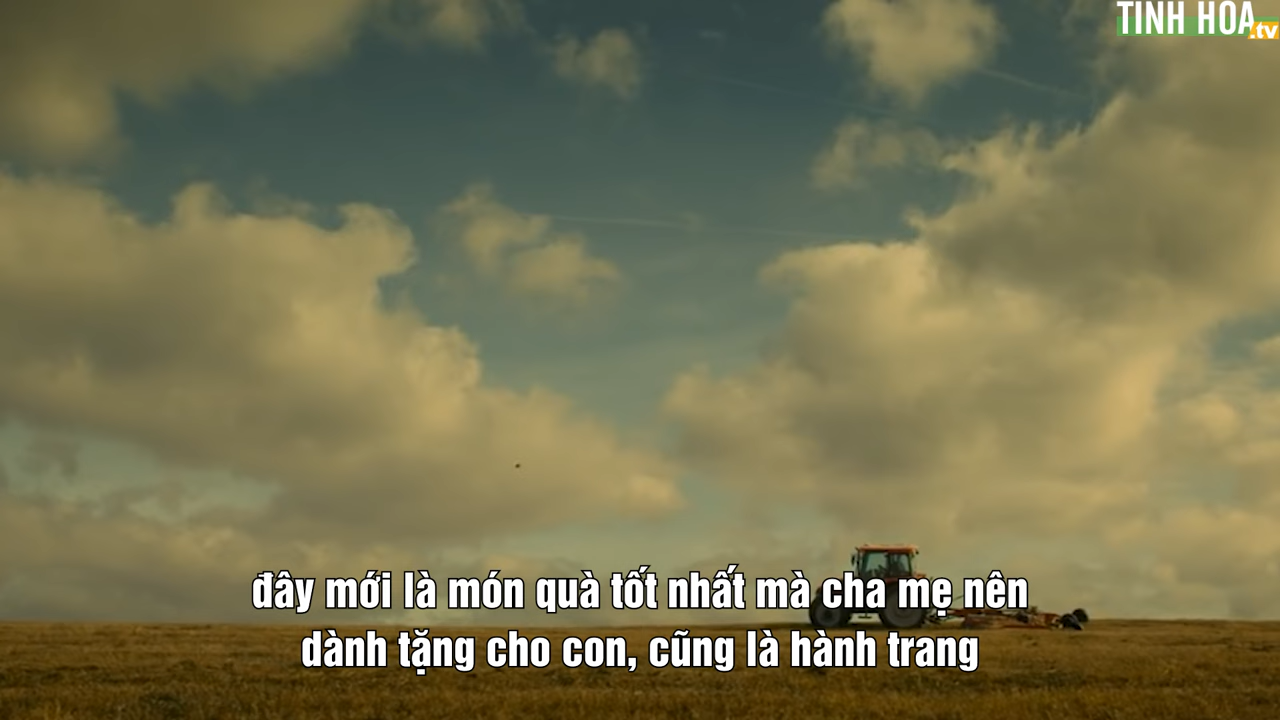 TINH HOA
.tv
đây mới là món quà tốt nhất mà cha mẹ nên
dành tặng cho con, cũng là hành trang